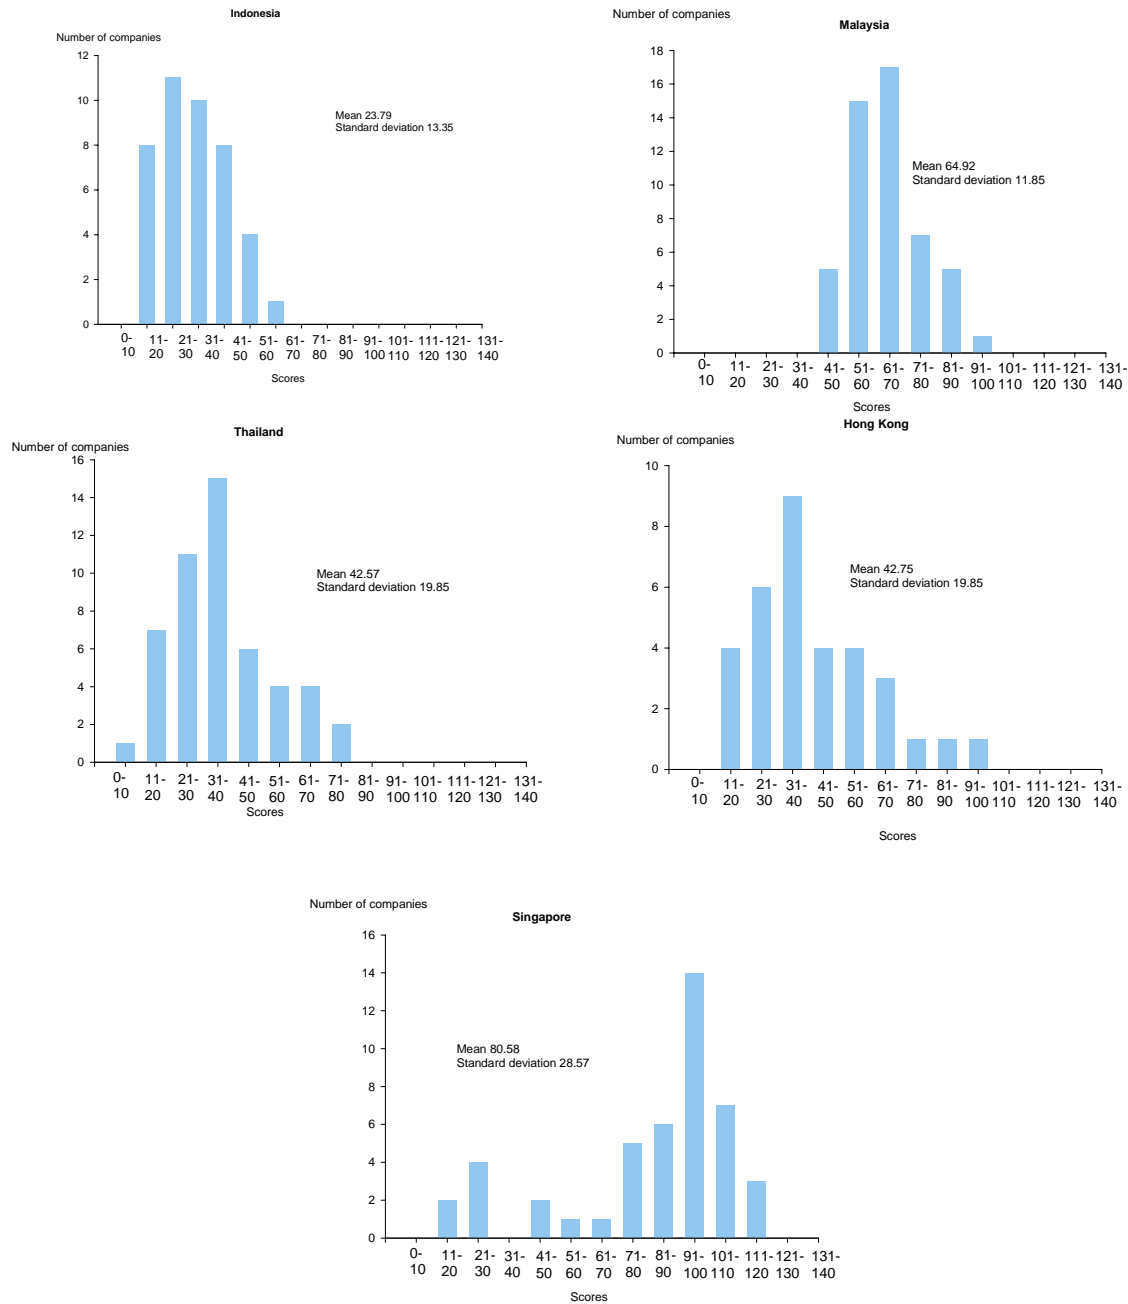 Indonesia
Number of companies
12
10
8
6
4
2
0
Mean 23.79
Standard deviation 13.35
0- 11- 21- 31- 41- 51- 61- 71- 81- 91- 101- 111- 121- 131-
10 20 30 40 50 60 70 80 90 100 110 120 130 140
Scores
Number of companies
Malaysia
18
16
14
12
10
8
6
4
2
0
Mean 64.92
Standard deviation 11.85
0- 11- 21- 31- 41- 51- 61- 71- 81- 91- 101- 111- 121- 131-
10 20 30 40 50 60 70 80 90 100 110 120 130 140
Scores
Thailand
Number of companies
16
14
12
10
8
6
4
2
0
Mean 42.57
Standard deviation 19.85
0- 11- 21- 31- 41- 51- 61- 71- 81- 91- 101- 111- 121- 131-
10 20 30 40 50 60 70 80 90 100 110 120 130 140
Scores
Hong Kong
Number of companies
10
8
6
4
2
0
Mean 42.75
Standard deviation 19.85
0- 11- 21- 31- 41- 51- 61- 71- 81- 91- 101- 111- 121- 131-
10 20 30 40 50 60 70 80 90 100 110 120 130 140
Scores
Number of companies
Singapore
16
14
12
10
8
6
4
2
0
Mean 80.58
Standard deviation 28.57
0- 11- 21- 31- 41- 51- 61- 71- 81- 91- 101- 111- 121- 131-
10 20 30 40 50 60 70 80 90 100 110 120 130 140
Scores